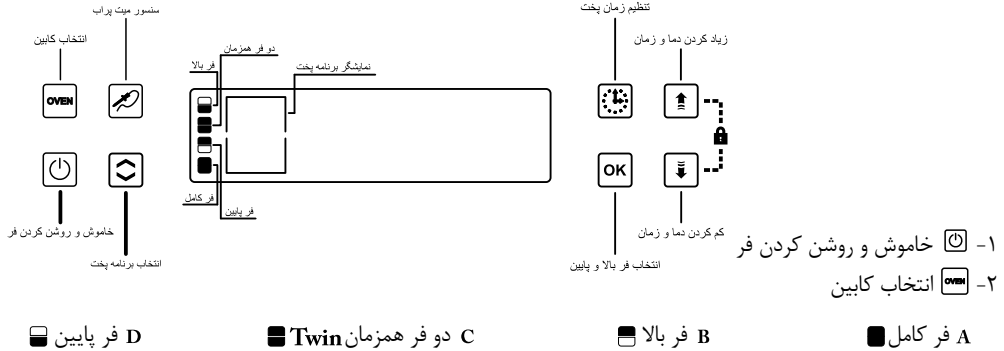 سنسور میت پراب
تنظیم زمان پخت
انتخاب کابین
دو فر همزمان
زیاد کردن دما و زمان
فر بالا
نمایشگر برنامه پخت
OVEN
OK
فر کامل
فر پایین
خاموش و روشن کردن فر
کم کردن دما و زمان
انتخاب برنامه پخت
انتخاب فر بالا و پایین
۱- خاموش و روشن کردن فر
۲- OVEN انتخاب کابین
A فر کامل
B فر بالا
C دو فر همزمان Twin
D فر پایین